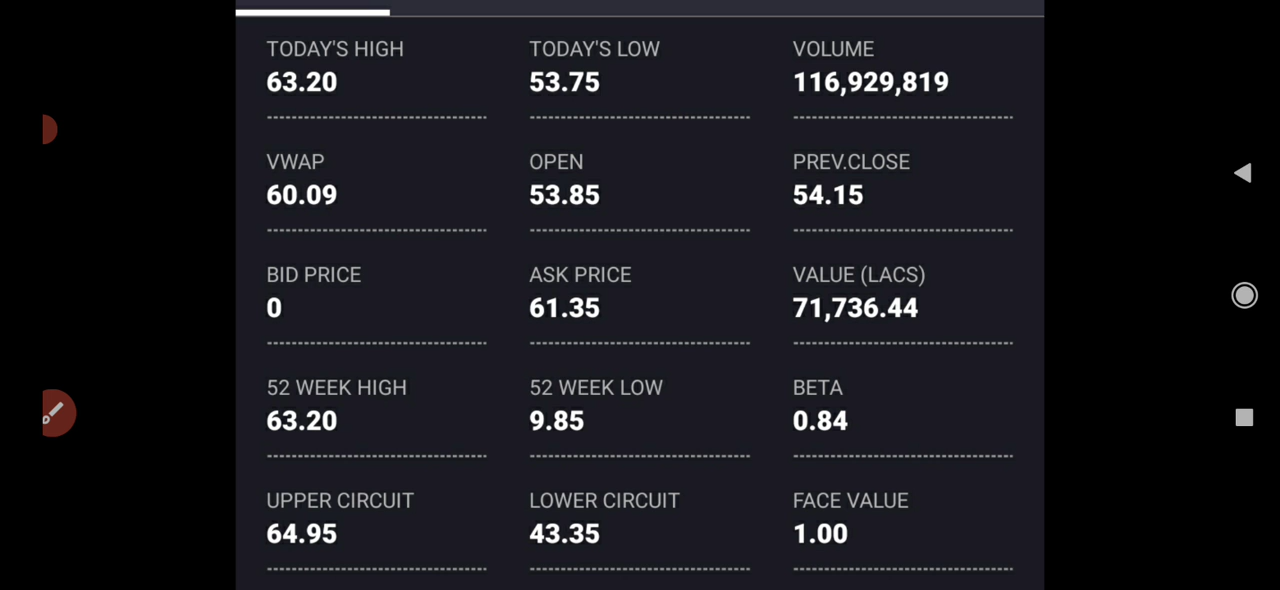 TODAY'S HIGH TODAY'S LOW VOLUME
63.20 53.75 116,929,819
VWAP OPEN PREV.CLOSE
60.09 53.85 54.15
BID PRICE ASK PRICE VALUE (LACS)
0 61.35 71,736.44
52 WEEK HIGH 52 WEEK LOW BETA
63.20 9.85 0.84
UPPER CIRCUIT LOWER CIRCUIT FACE VALUE
64.95 43.35 1.00